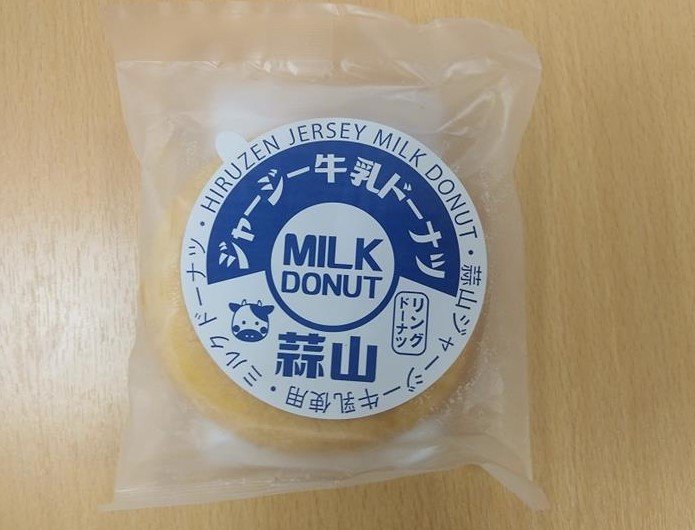 HIRUZEN JERSEY MILK DONUT・蒜山ジャージー牛乳使用・ミルクドーナツ・
ジャージー牛乳ドーナツ
MILK
DONUT
リング
ドーナツ
蒜山